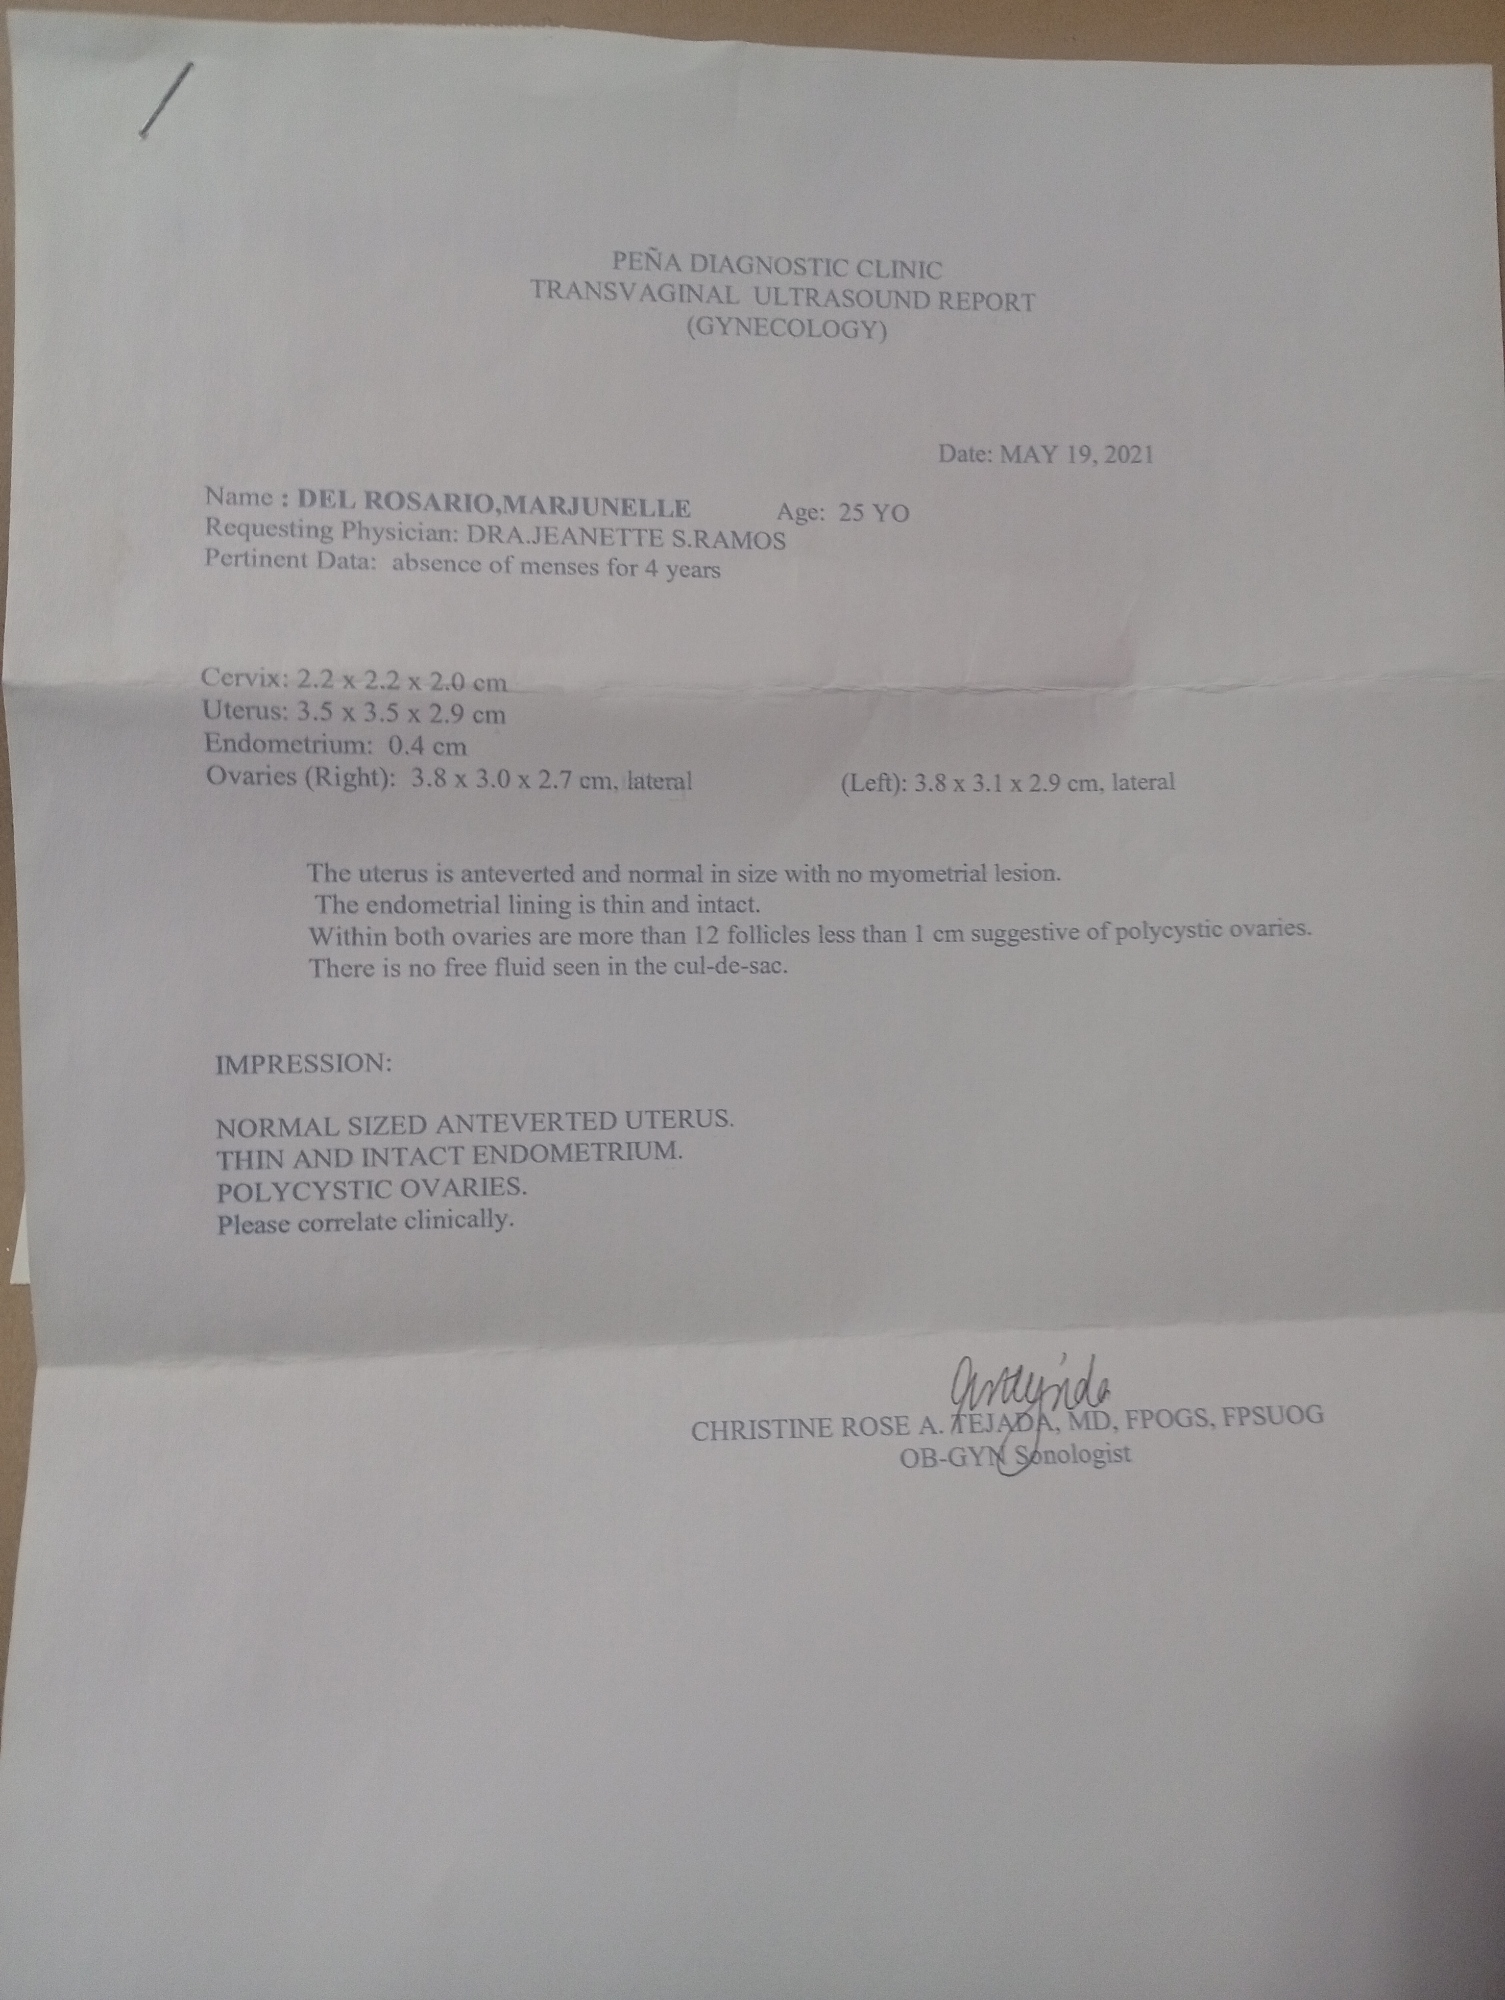 PEÑA DIAGNOSTIC CLINIC
TRANSVAGINAL ULTRASOUND REPORT
(GYNECOLOGY)
Date: MAY 19, 2021
Name : DEL ROSARIO,MARJUNELLE Age: 25 YO
Requesting Physician: DRA.JEANETTE S.RAMOS
Pertinent Data: absence of menses for 4 years
Cervix: 2.2 x 2.2 x 2.0 cm
Uterus: 3.5 x 3.5 x 2.9 cm
Endometrium: 0.4 cm
Ovaries (Right): 3.8 x 3.0 x 2.7 cm, lateral (Left): 3.8 x 3.1 x 2.9 cm, lateral
The uterus is anteverted and normal in size with no myometrial lesion.
The endometrial lining is thin and intact.
Within both ovaries are more than 12 follicles less than 1 cm suggestive of polycystic ovaries.
There is no free fluid seen in the cul-de-sac.
IMPRESSION:
NORMAL SIZED ANTEVERTED UTERUS.
THIN AND INTACT ENDOMETRIUM.
POLYCYSTIC OVARIES.
Please correlate clinically.
CHRISTINE ROSE A. TEJADA, MD, FPOGS, FPSUOG
OB-GYN Sonologist